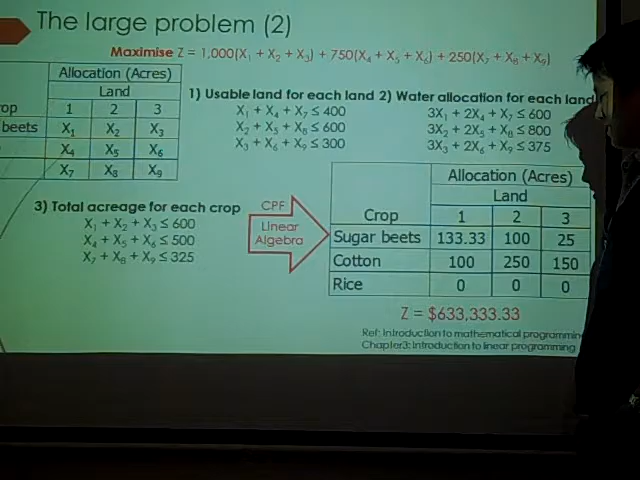 The large problem (2)
Maximise Z = 1,000(X₁ + X₂ + X₃) + 750(X₄ + X₅ + X₆) + 250(X₇ + X₈ + X₉)
Allocation (Acres)
Land
1 2 3
beets X₁ X₂ X₃
X₄ X₅ X₆
X₇ X₈ X₉
1) Usable land for each land
X₁ + X₄ + X₇ ≤ 400
X₂ + X₅ + X₈ ≤ 600
X₃ + X₆ + X₉ ≤ 300
2) Water allocation for each land
3X₁ + 2X₄ + X₇ ≤ 600
3X₂ + 2X₅ + X₈ ≤ 800
3X₃ + 2X₆ + X₉ ≤ 375
3) Total acreage for each crop
X₁ + X₂ + X₃ ≤ 600
X₄ + X₅ + X₆ ≤ 500
X₇ + X₈ + X₉ ≤ 325
CPF
Linear
Algebra
Allocation (Acres)
Land
Crop 1 2 3
Sugar beets 133.33 100 25
Cotton 100 250 150
Rice 0 0 0
Z = $633,333.33
Ref: Introduction to mathematical programmin
Chapter3: Introduction to linear programming